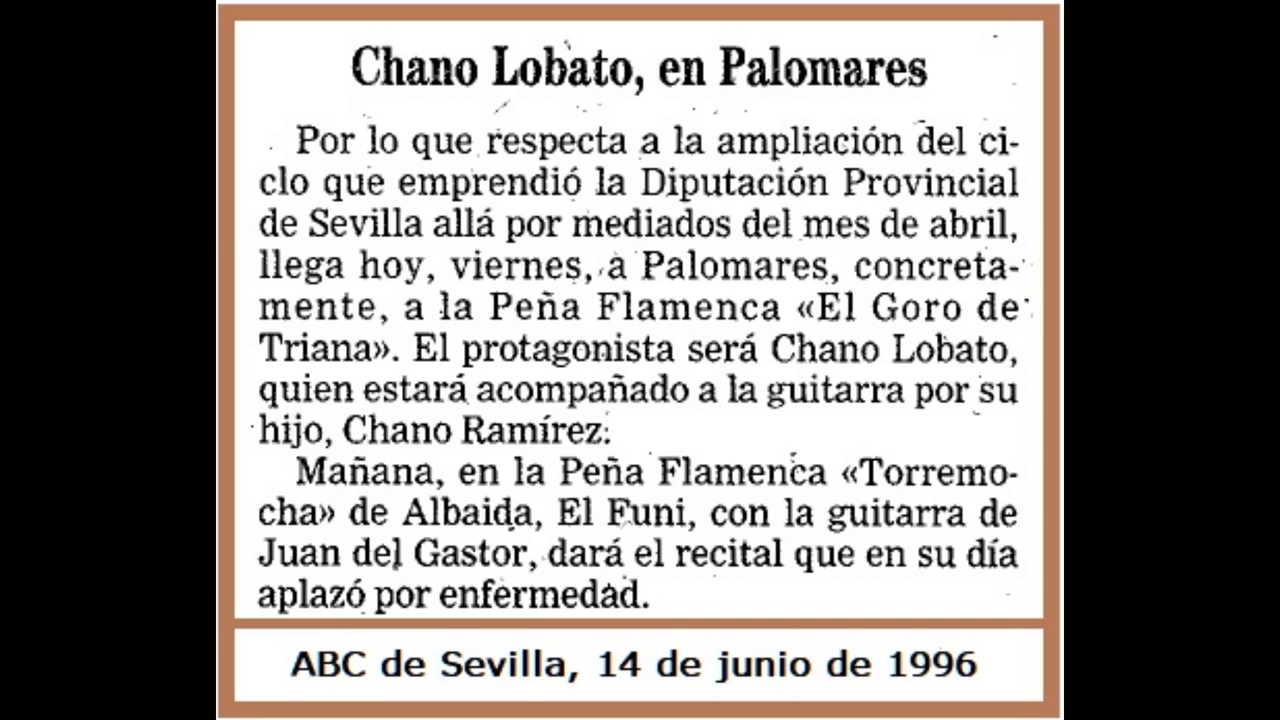 Chano Lobato, en Palomares
Por lo que respecta a la ampliación del ci-
clo que emprendió la Diputación Provincial
de Sevilla allá por mediados del mes de abril,
llega hoy, viernes, a Palomares, concreta-
mente, a la Peña Flamenca «El Goro de
Triana». El protagonista será Chano Lobato,
quien estará acompañado a la guitarra por su
hijo, Chano Ramírez.
Mañana, en la Peña Flamenca «Torremo-
cha» de Albaida, El Funi, con la guitarra de
Juan del Gastor, dará el recital que en su día
aplazó por enfermedad.
ABC de Sevilla, 14 de junio de 1996